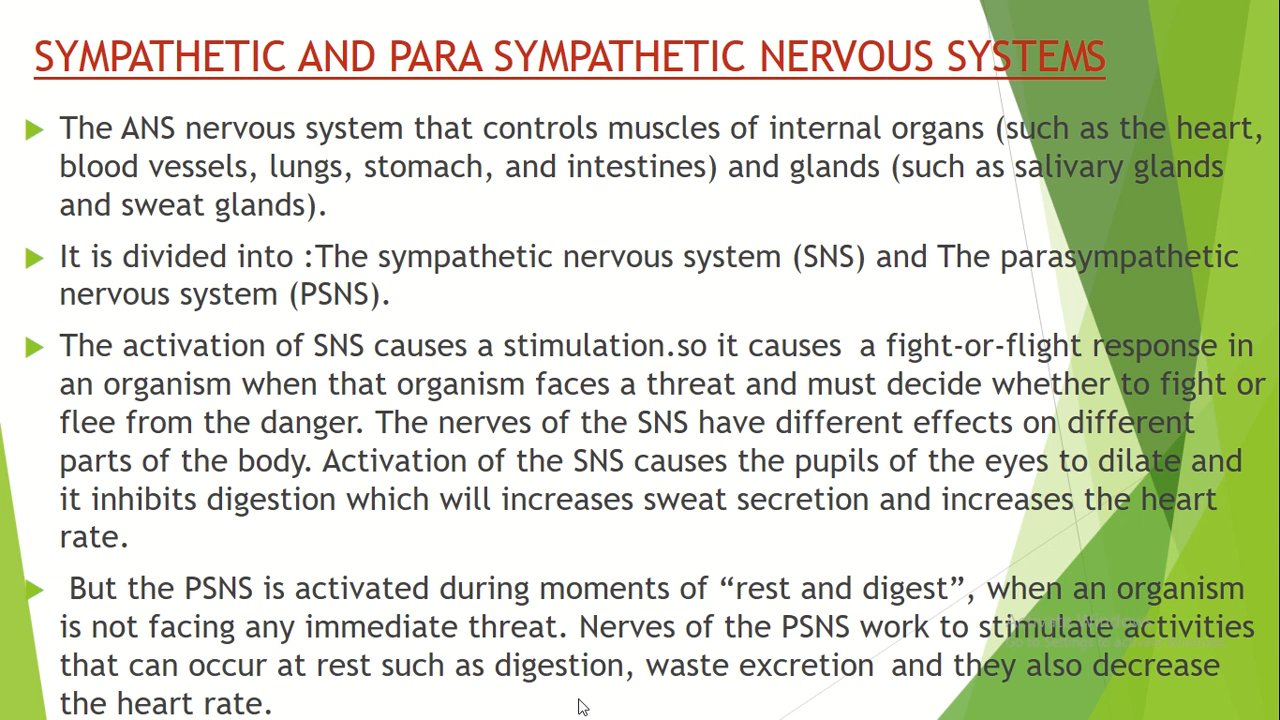 SYMPATHETIC AND PARA SYMPATHETIC NERVOUS SYSTEMS
The ANS nervous system that controls muscles of internal organs (such as the heart,
blood vessels, lungs, stomach, and intestines) and glands (such as salivary glands
and sweat glands).
It is divided into :The sympathetic nervous system (SNS) and The parasympathetic
nervous system (PSNS).
The activation of SNS causes a stimulation.so it causes  a fight-or-flight response in
an organism when that organism faces a threat and must decide whether to fight or
flee from the danger. The nerves of the SNS have different effects on different
parts of the body. Activation of the SNS causes the pupils of the eyes to dilate and
it inhibits digestion which will increases sweat secretion and increases the heart
rate.
But the PSNS is activated during moments of “rest and digest”, when an organism
is not facing any immediate threat. Nerves of the PSNS work to stimulate activities
that can occur at rest such as digestion, waste excretion  and they also decrease
the heart rate.